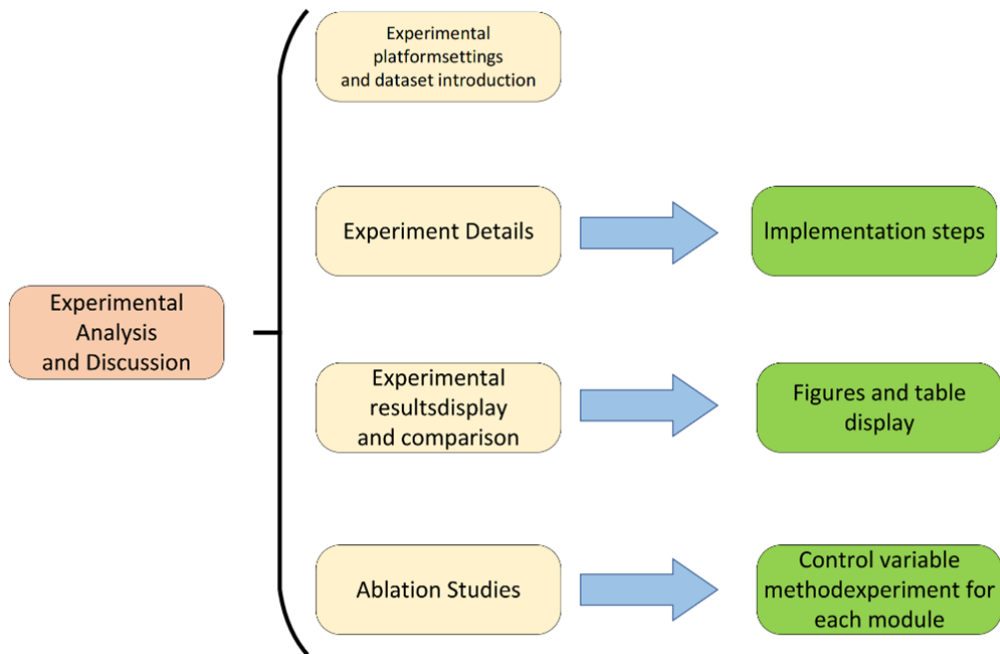 Experimental
platformsettings
and dataset introduction
Experiment Details
Implementation steps
Experimental
Analysis
and Discussion
Experimental
resultsdisplay
and comparison
Figures and table
display
Ablation Studies
Control variable
methodexperiment for
each module